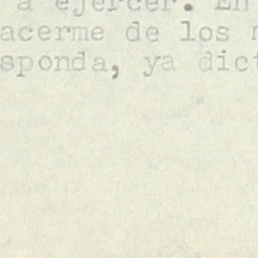 a ejercer. En
acerme de los
sponda, ya dict